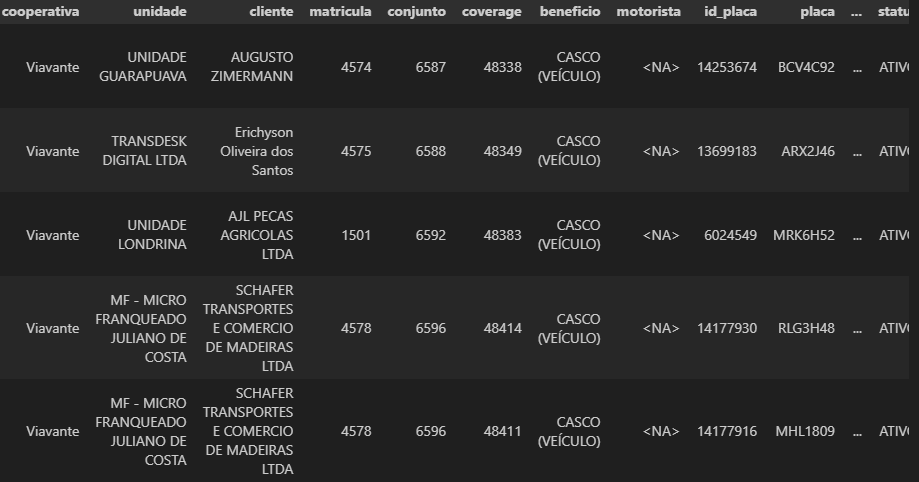 cooperativa unidade cliente matricula conjunto coverage beneficio motorista id_placa placa ... statu
Viavante UNIDADE GUARAPUAVA AUGUSTO ZIMERMANN 4574 6587 48338 CASCO (VEÍCULO) <NA> 14253674 BCV4C92 ... ATIVO
Viavante TRANSDESK DIGITAL LTDA Erichyson Oliveira dos Santos 4575 6588 48349 CASCO (VEÍCULO) <NA> 13699183 ARX2J46 ... ATIVO
Viavante UNIDADE LONDRINA AJL PECAS AGRICOLAS LTDA 1501 6592 48383 CASCO (VEÍCULO) <NA> 6024549 MRK6H52 ... ATIVO
Viavante MF - MICRO FRANQUEADO JULIANO DE COSTA SCHAFER TRANSPORTES E COMERCIO DE MADEIRAS LTDA 4578 6596 48414 CASCO (VEÍCULO) <NA> 14177930 RLG3H48 ... ATIVO
Viavante MF - MICRO FRANQUEADO JULIANO DE COSTA SCHAFER TRANSPORTES E COMERCIO DE MADEIRAS LTDA 4578 6596 48411 CASCO (VEÍCULO) <NA> 14177916 MHL1809 ... ATIVO